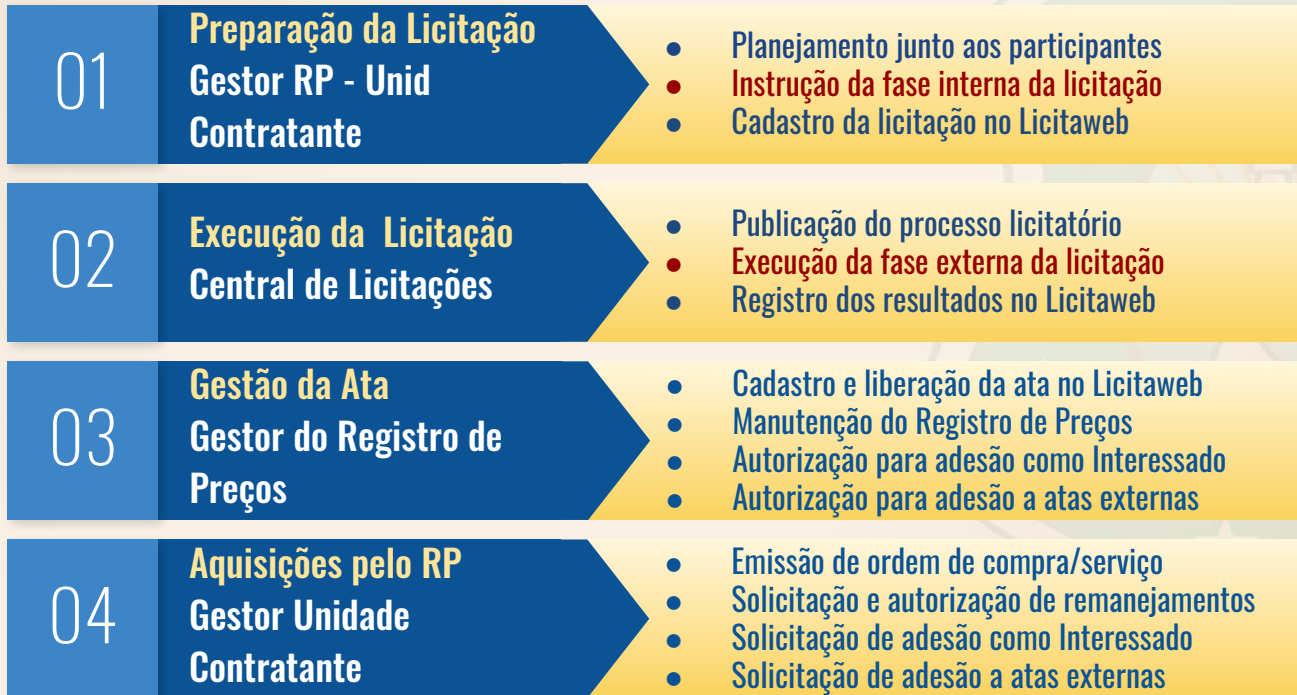 01
Preparação da Licitação
Gestor RP - Unid
Contratante
● Planejamento junto aos participantes
● Instrução da fase interna da licitação
● Cadastro da licitação no Licitaweb
02
Execução da Licitação
Central de Licitações
● Publicação do processo licitatório
● Execução da fase externa da licitação
● Registro dos resultados no Licitaweb
03
Gestão da Ata
Gestor do Registro de
Preços
● Cadastro e liberação da ata no Licitaweb
● Manutenção do Registro de Preços
● Autorização para adesão como Interessado
● Autorização para adesão a atas externas
04
Aquisições pelo RP
Gestor Unidade
Contratante
● Emissão de ordem de compra/serviço
● Solicitação e autorização de remanejamentos
● Solicitação de adesão como Interessado
● Solicitação de adesão a atas externas